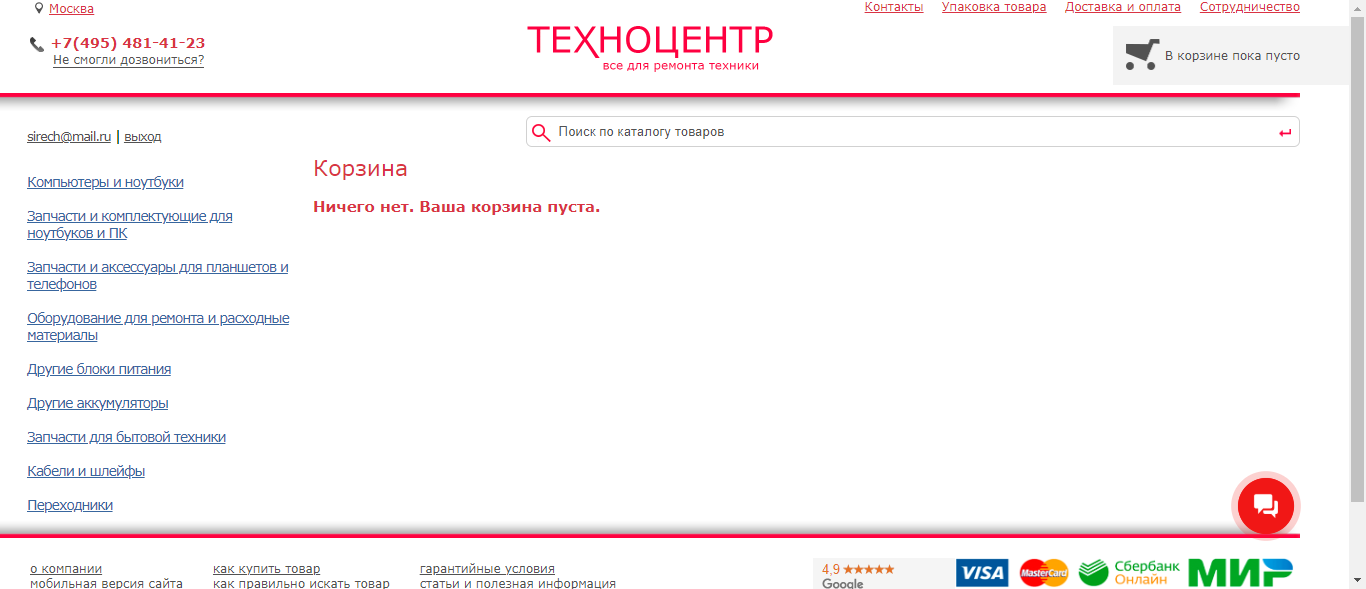 Москва
Контакты Упаковка товара Доставка и оплата Сотрудничество
+7(495) 481-41-23
Не смогли дозвониться?
ТЕХНОЦЕНТР
все для ремонта техники
В корзине пока пусто
sirech@mail.ru | выход
Поиск по каталогу товаров
Корзина
Ничего нет. Ваша корзина пуста.
Компьютеры и ноутбуки
Запчасти и комплектующие для
ноутбуков и ПК
Запчасти и аксессуары для планшетов и
телефонов
Оборудование для ремонта и расходные
материалы
Другие блоки питания
Другие аккумуляторы
Запчасти для бытовой техники
Кабели и шлейфы
Переходники
о компании как купить товар гарантийные условия
мобильная версия сайта как правильно искать товар статьи и полезная информация
4,9 ★★★★★
Google
VISA MasterCard Сбербанк
Онлайн
МИР